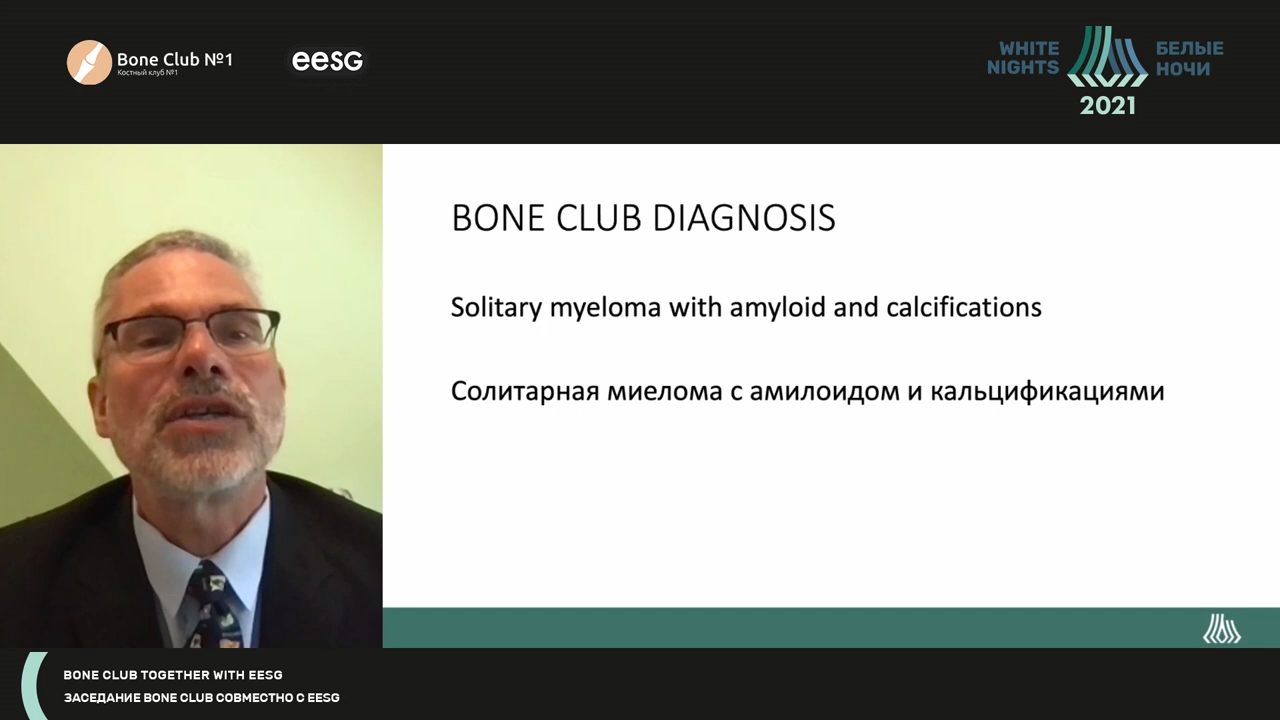 Bone Club №1
Костный клуб №1
eesg
WHITE
NIGHTS
БЕЛЫЕ
НОЧИ
2021
BONE CLUB DIAGNOSIS
Solitary myeloma with amyloid and calcifications
Солитарная миелома с амилоидом и кальцификациями
BONE CLUB TOGETHER WITH EESG
ЗАСЕДАНИЕ BONE CLUB СОВМЕСТНО С EESG